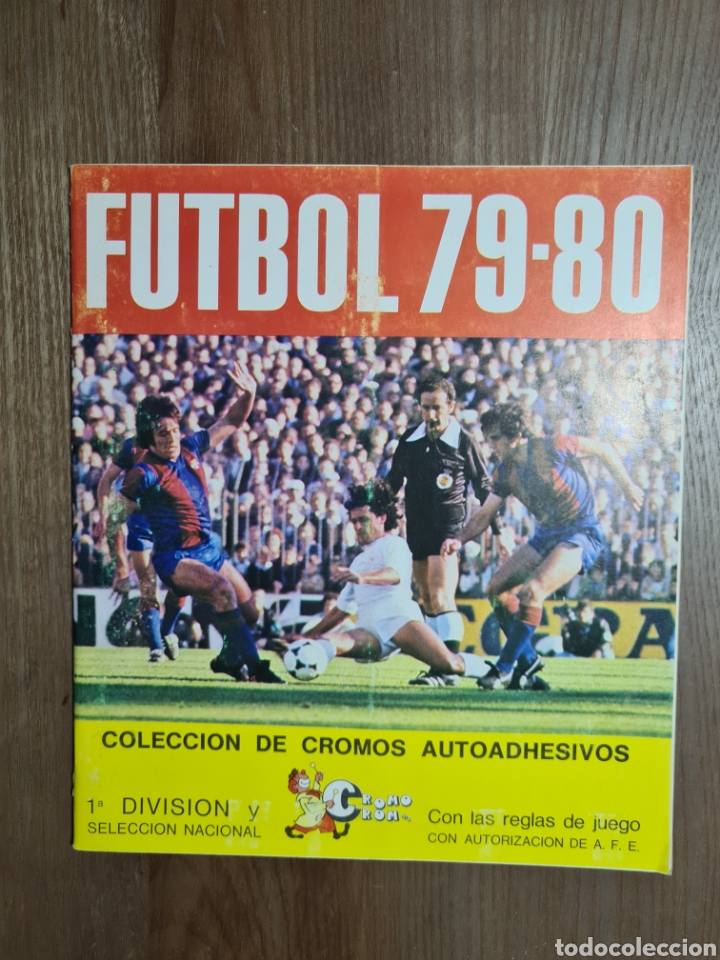 FUTBOL 79-80
COLECCION DE CROMOS AUTOADHESIVOS
1ª DIVISION y
SELECCION NACIONAL
CROMO
CROM
Con las reglas de juego
CON AUTORIZACION DE A. F. E.
todocoleccion